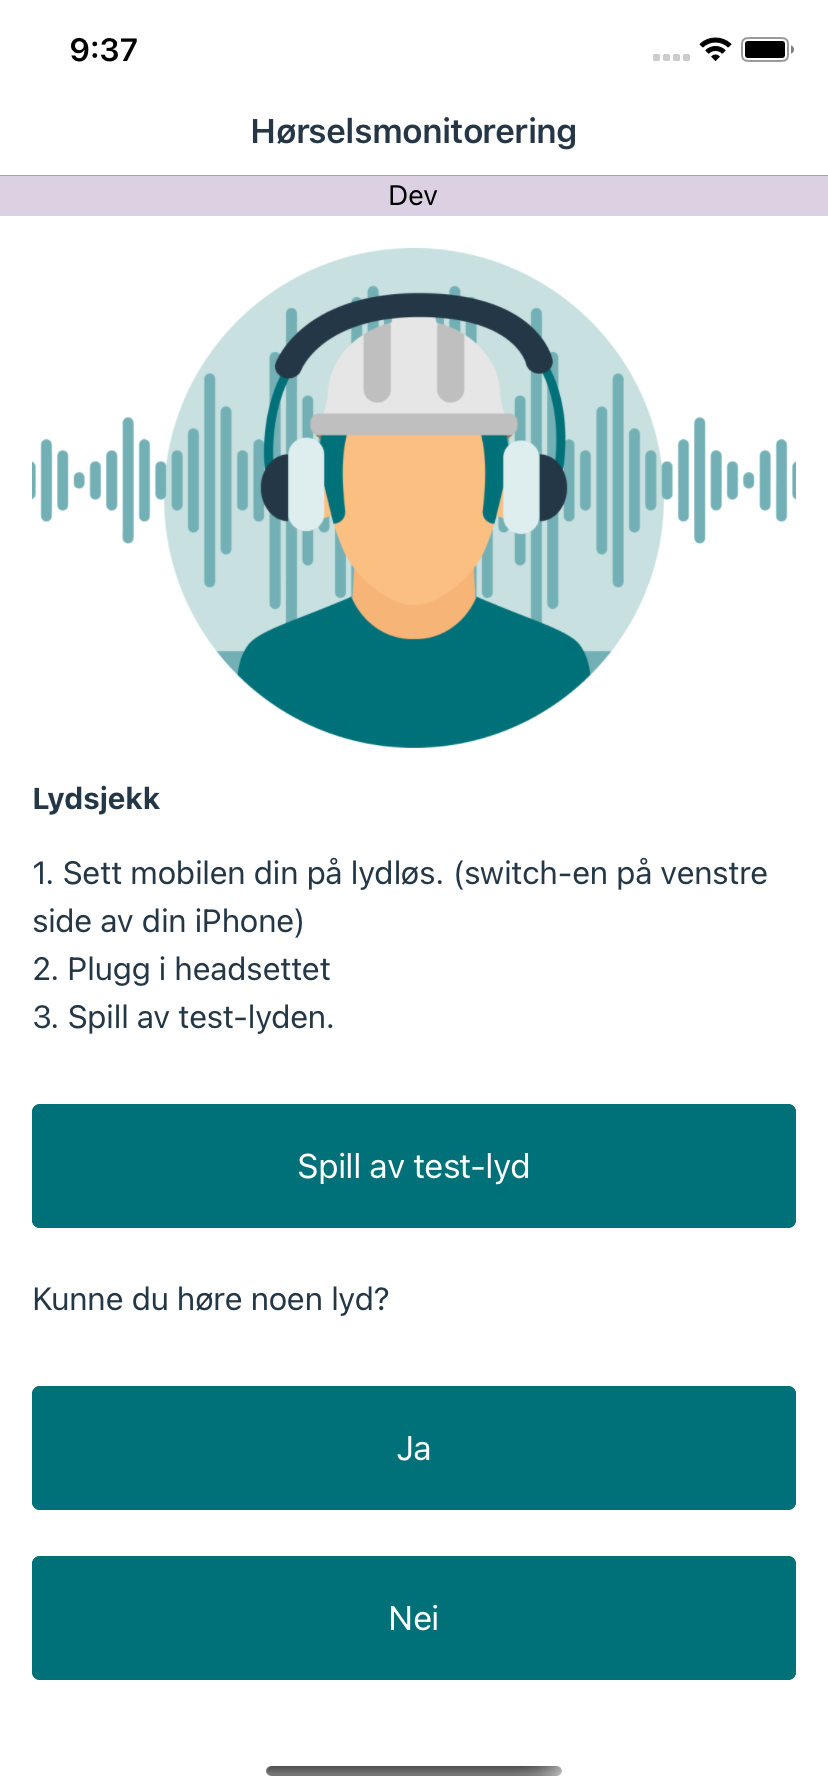 9:37
Hørselsmonitorering
Dev
Lydsjekk
1. Sett mobilen din på lydløs. (switch-en på venstre
side av din iPhone)
2. Plugg i headsettet
3. Spill av test-lyden.
Spill av test-lyd
Kunne du høre noen lyd?
Ja
Nei